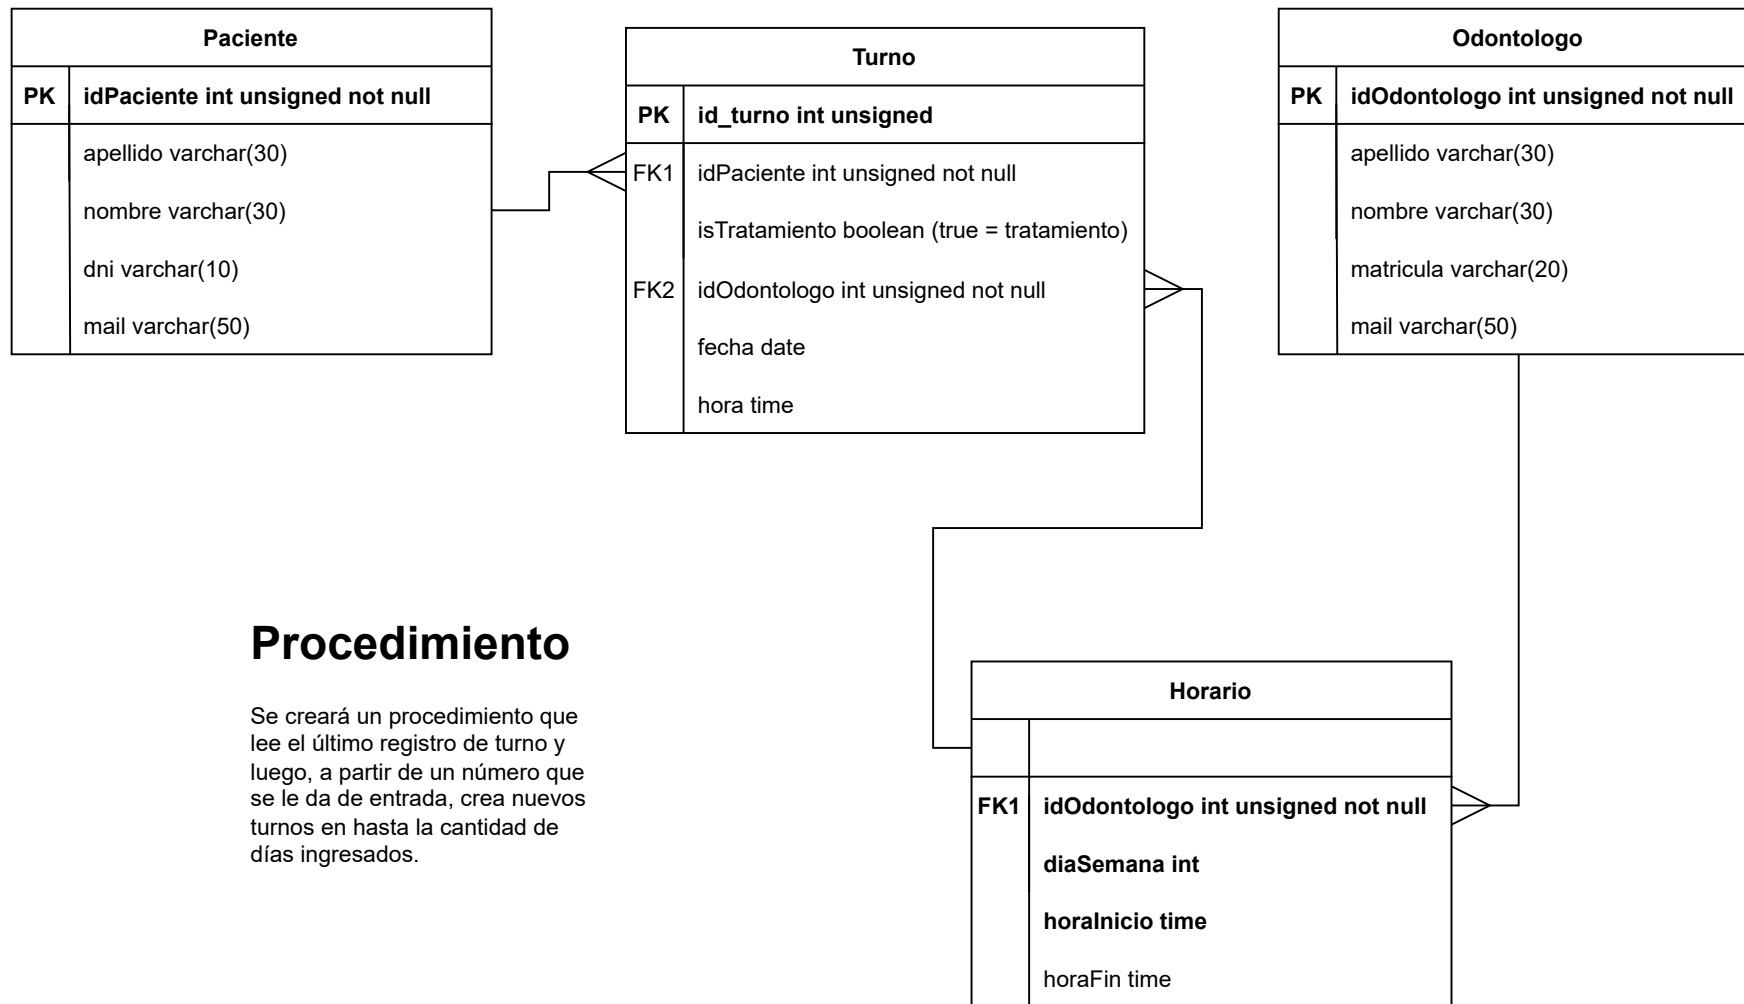 Paciente
PK idPaciente int unsigned not null
apellido varchar(30)
nombre varchar(30)
dni varchar(10)
mail varchar(50)
Turno
PK id_turno int unsigned
FK1 idPaciente int unsigned not null
isTratamiento boolean (true = tratamiento)
FK2 idOdontologo int unsigned not null
fecha date
hora time
Odontologo
PK idOdontologo int unsigned not null
apellido varchar(30)
nombre varchar(30)
matricula varchar(20)
mail varchar(50)
Procedimiento
Se creará un procedimiento que
lee el último registro de turno y
luego, a partir de un número que
se le da de entrada, crea nuevos
turnos en hasta la cantidad de
días ingresados.
Horario
FK1 idOdontologo int unsigned not null
diaSemana int
horaInicio time
horaFin time